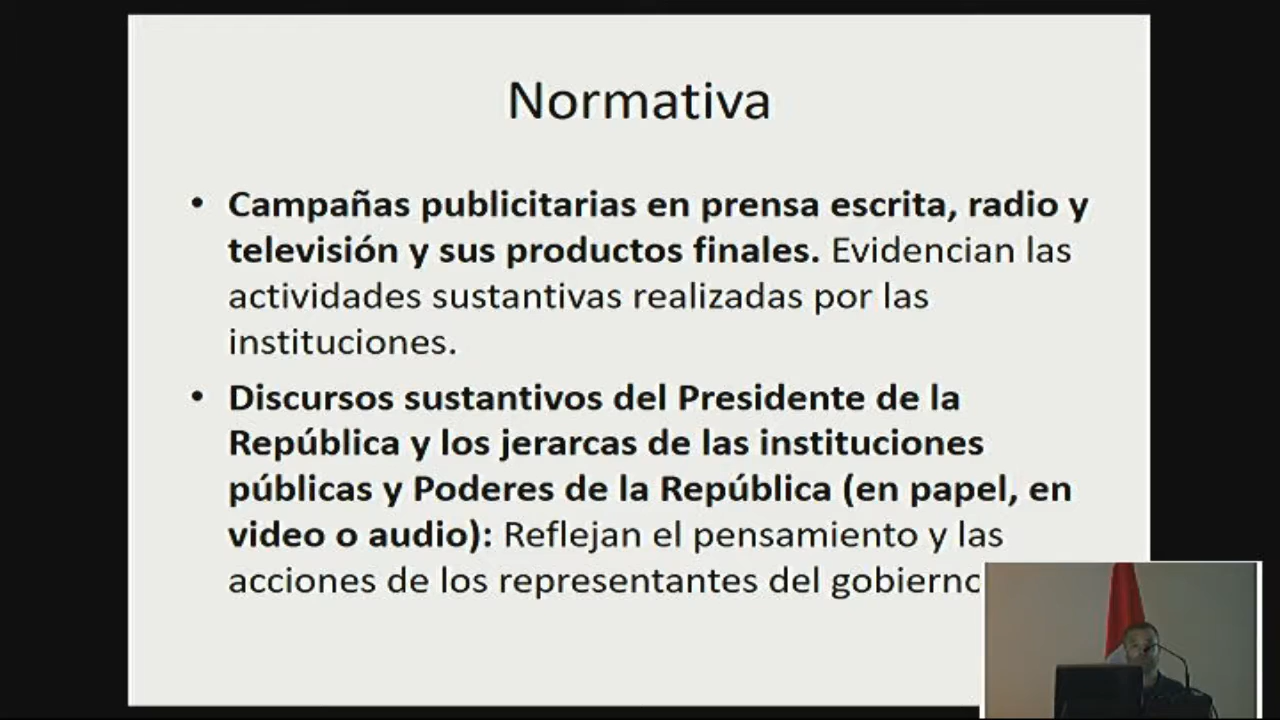 Normativa
• Campañas publicitarias en prensa escrita, radio y
televisión y sus productos finales. Evidencian las
actividades sustantivas realizadas por las
instituciones.
• Discursos sustantivos del Presidente de la
República y los jerarcas de las instituciones
públicas y Poderes de la República (en papel, en
video o audio): Reflejan el pensamiento y las
acciones de los representantes del gobierno